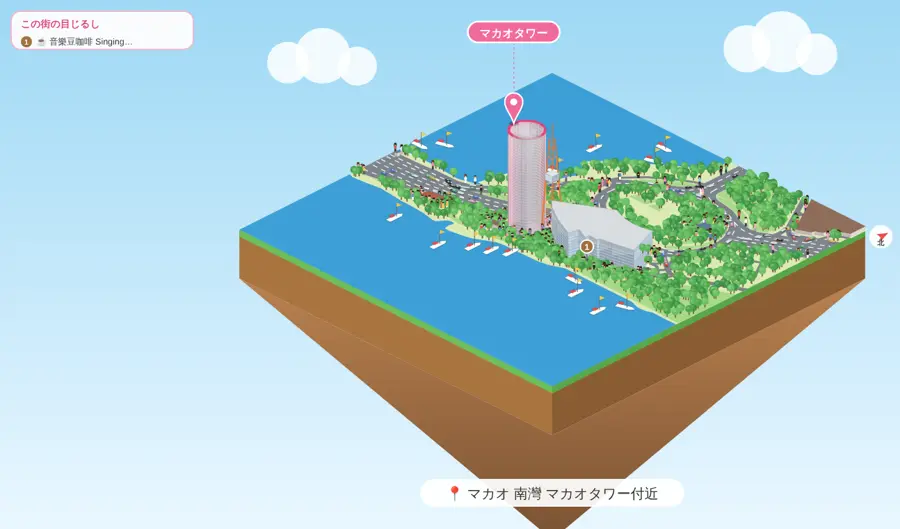 この街の目じるし
1 ☕ 音樂豆咖啡 Singing…
マカオタワー
1
北
📍 マカオ 南灣 マカオタワー付近